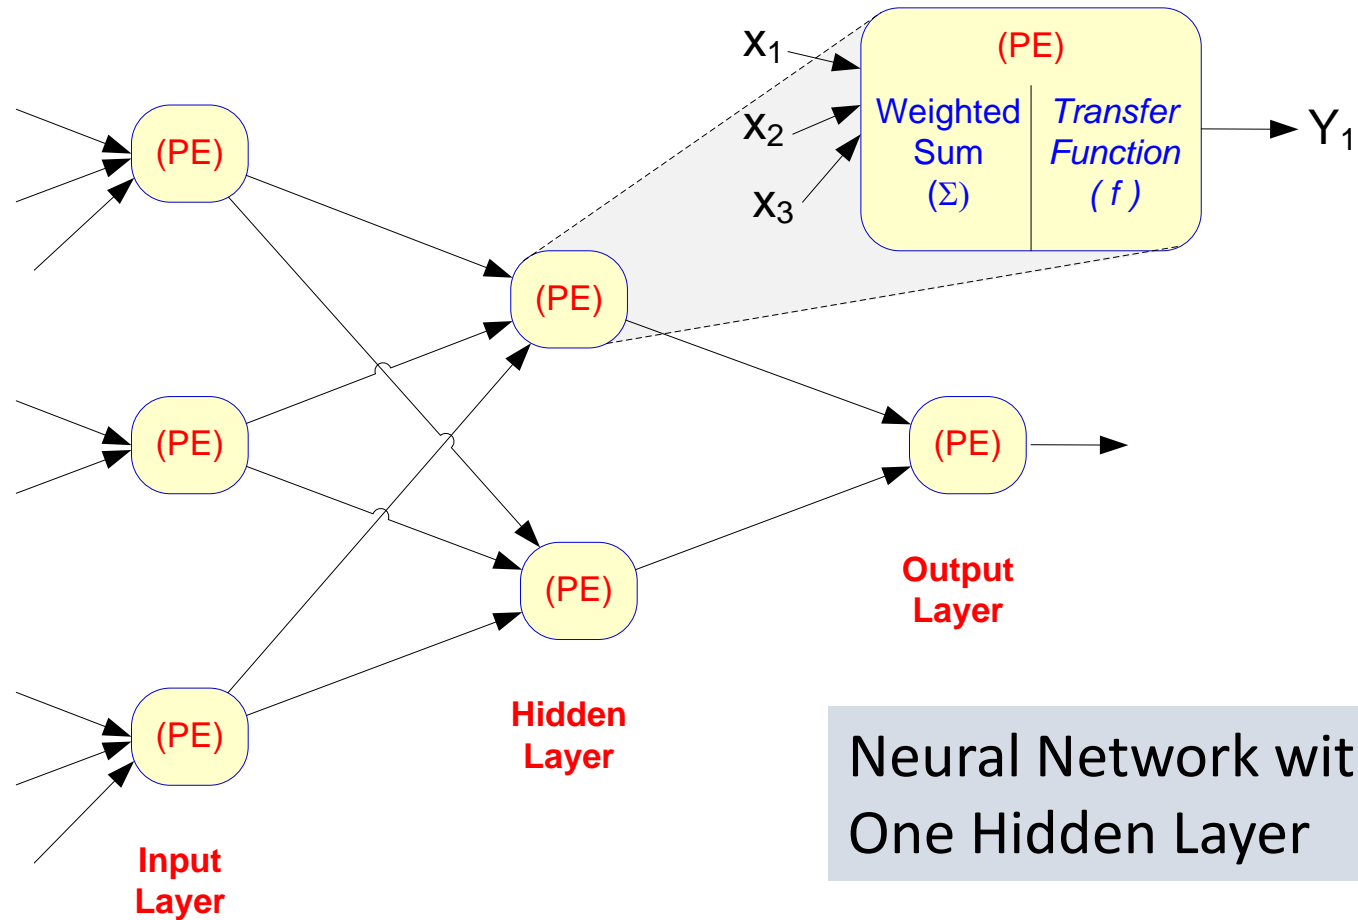 x1
(PE)
x2
Weighted
Sum
(Σ)
Transfer
Function
( f )
Y1
x3
(PE)
(PE)
(PE)
(PE)
(PE)
(PE)
Output
Layer
Hidden
Layer
Neural Network wit
One Hidden Layer
Input
Layer